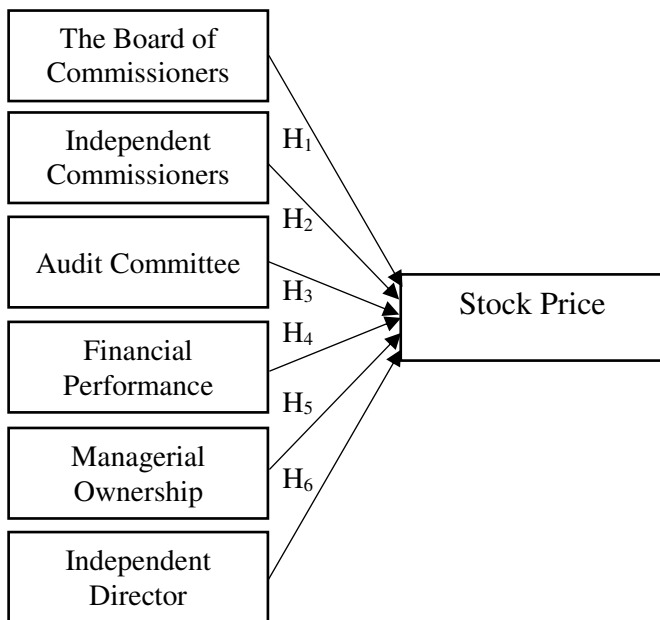 The Board of
Commissioners
H₁
Independent
Commissioners
H₂
Audit Committee
H₃
Stock Price
H₄
Financial
Performance
H₅
Managerial
Ownership
H₆
Independent
Director